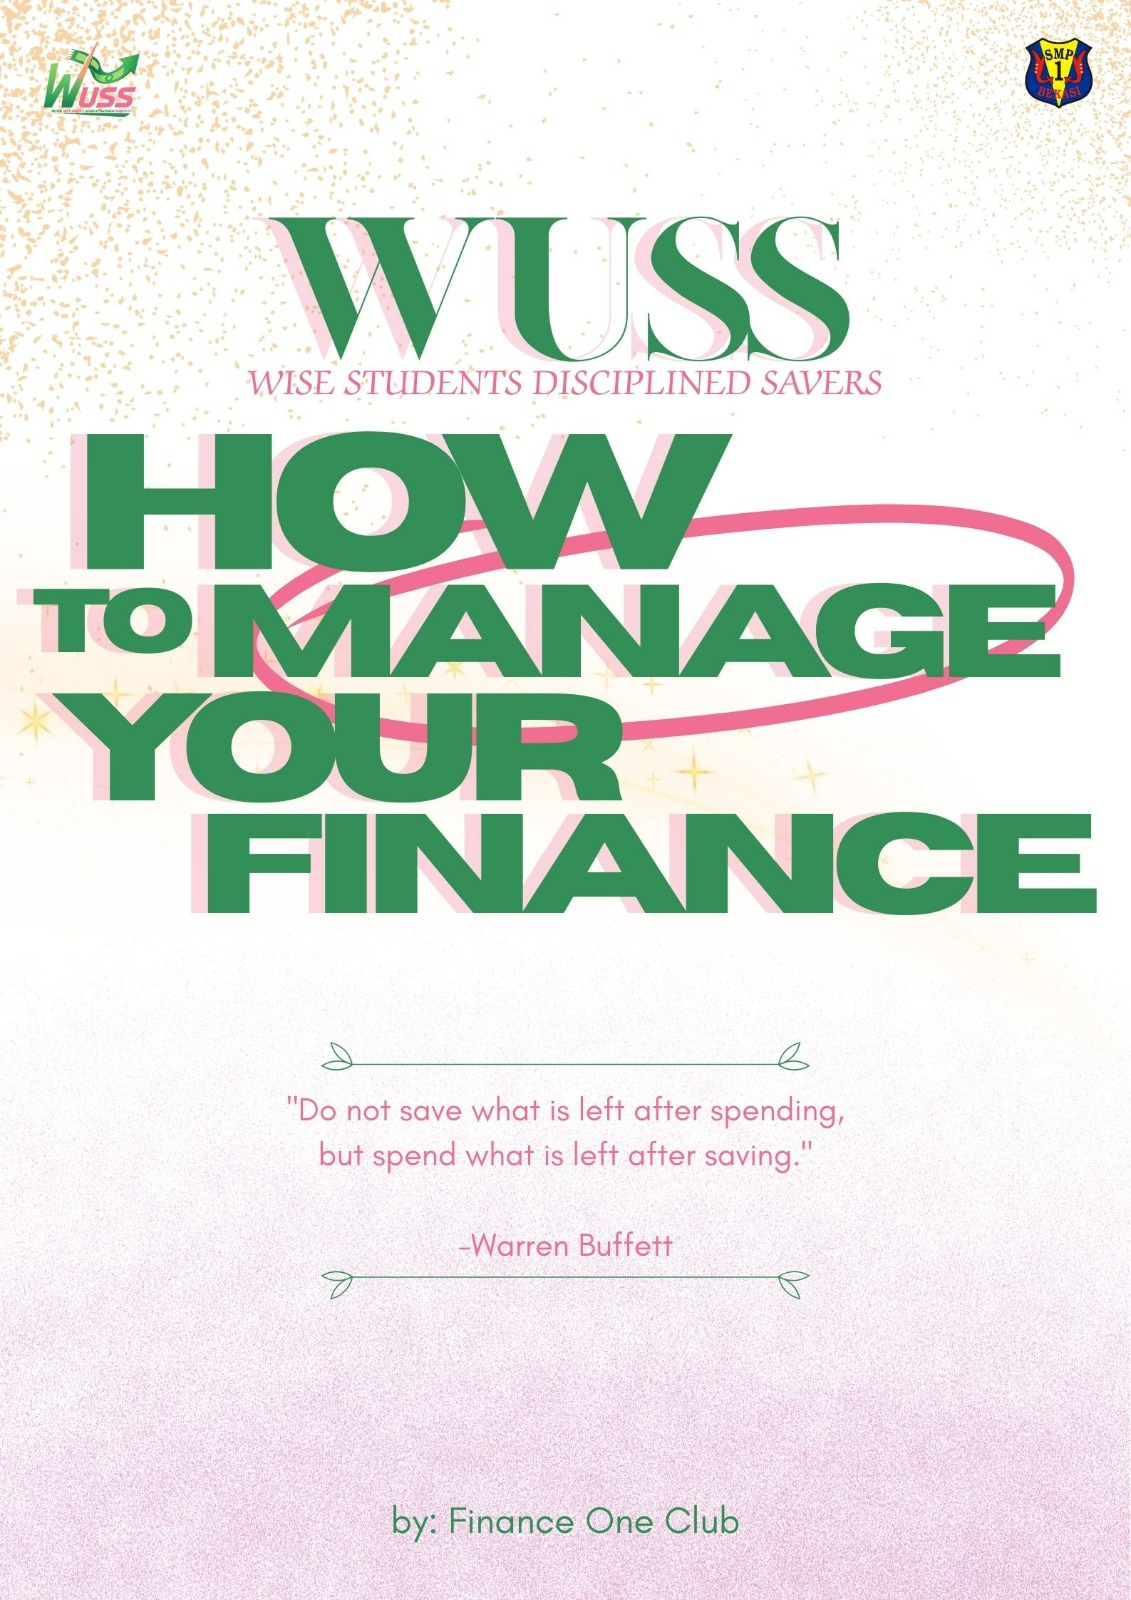 WUSS
SMP
1
BEKASI
WUSS
WISE STUDENTS DISCIPLINED SAVERS
HOW
TO MANAGE
YOUR
FINANCE
"Do not save what is left after spending,
but spend what is left after saving."
-Warren Buffett
by: Finance One Club